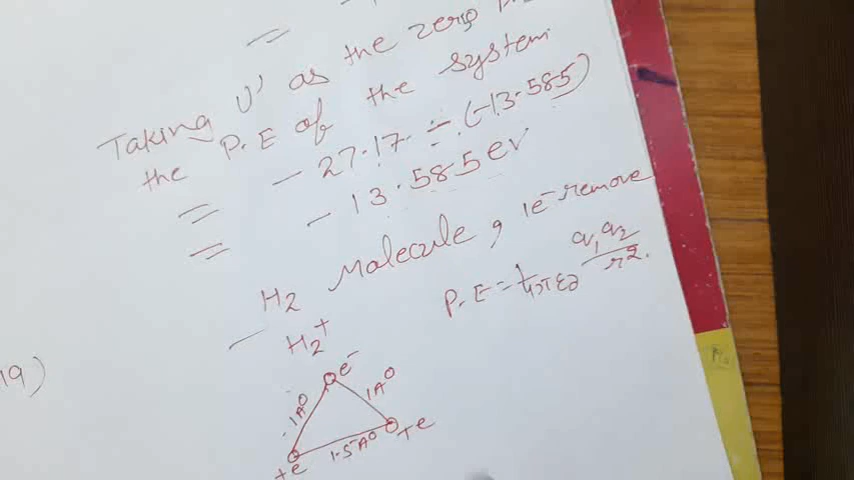 Taking U' as the zero
the P.E of the system
= - 27.17 - (-13.585)
= - 13.585 ev
H2 Molecule, 1e- remove
- H2+
P.E = 1/4πε0 q1q2/r2.
19)
e-
1A° 1A°
+e 1.5A° +e